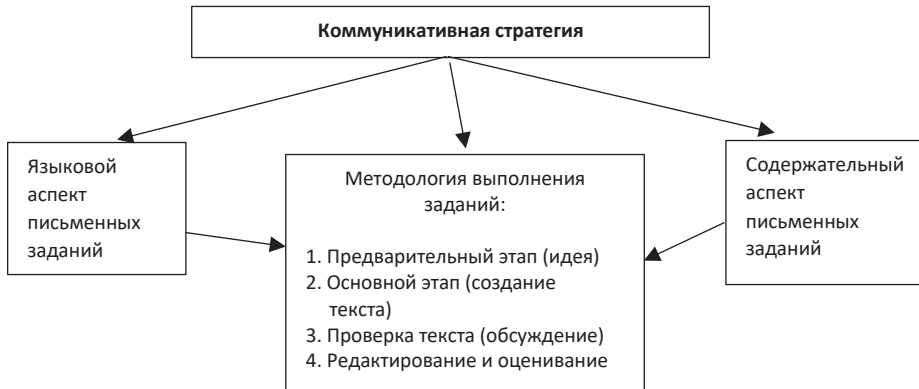 Коммуникативная стратегия
Языковой
аспект
письменных
заданий
Методология выполнения
заданий:
1. Предварительный этап (идея)
2. Основной этап (создание
текста)
3. Проверка текста (обсуждение)
4. Редактирование и оценивание
Содержательный
аспект
письменных
заданий